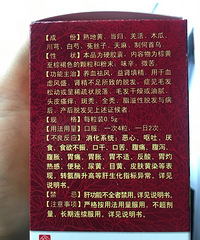 【成　份】熟地黄、当归、羌活、木瓜、
川芎、白芍、菟丝子、天麻、制何首乌
【性　状】本品为硬胶囊，内容物为棕黄
至棕褐色的颗粒和粉末，味辛、微苦
【功能主治】养血祛风，益肾填精。用于血
虚风盛，肾精不足所致的脱发，症见毛发
松动或呈稀疏状脱落、毛发干燥或油腻、
头皮瘙痒，斑秃、全秃、脂溢性脱发与病
后、产后脱发见上述证候者。
【规　格】每粒装0.5g
【用法用量】口服，一次4粒，一日2次
【不良反应】消化系统：恶心、呕吐、厌
食、食欲不振、口干、口苦、腹痛、腹泻、
腹胀、胃痛、胃胀、胃不适、反酸、胃灼
热感、便秘、尿黄、目黄、皮肤黄染等表
现，转氨酶升高等肝生化指标异常，详见
说明书。
【禁　忌】肝功能不全者禁用，详见说明书。
【注意事项】严格按用法用量服用，不超剂
量、长期连续服用，详见说明书。